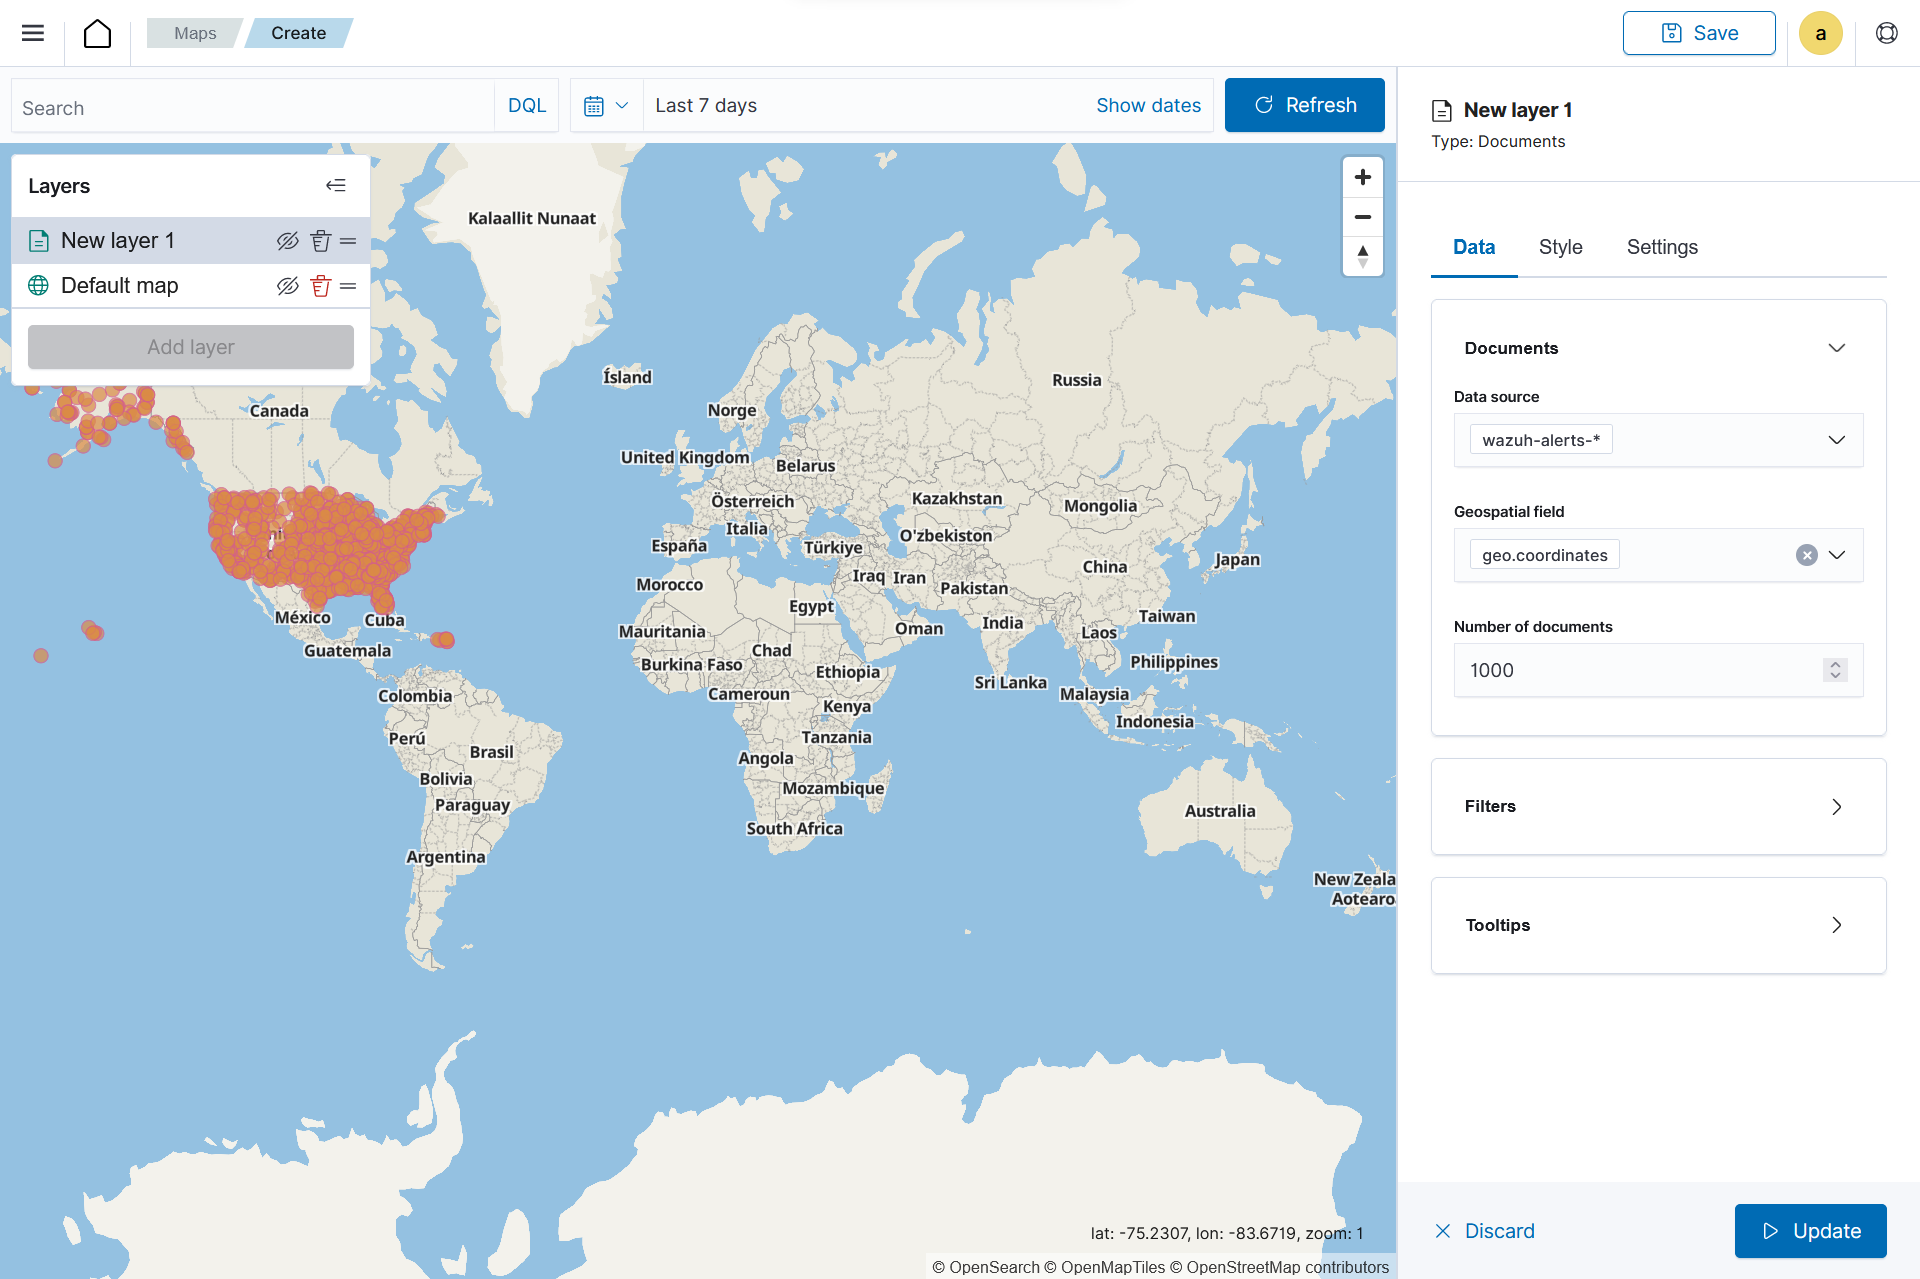 Maps
Create
Save
a
Search
DQL
Last 7 days
Show dates
Refresh
New layer 1
Type: Documents
Layers
New layer 1
Default map
Add layer
Data
Style
Settings
Documents
Data source
wazuh-alerts-*
Geospatial field
geo.coordinates
Number of documents
1000
Filters
Tooltips
Discard
Update
Kalaallit Nunaat
Ísland
Russia
Canada
Norge
United Kingdom
Belarus
Österreich
Kazakhstan
Mongolia
Italia
España
O'zbekiston
Türkiye
Japan
China
Iraq
Iran
Morocco
Pakistan
Egypt
México
Cuba
Taiwan
India
Oman
Mauritania
Laos
Guatemala
Chad
Burkina Faso
Philippines
Ethiopia
Sri Lanka
Colombia
Cameroun
Malaysia
Kenya
Indonesia
Perú
Tanzania
Brasil
Angola
Bolivia
Mozambique
Paraguay
Australia
South Africa
Argentina
New Zeala
Aotearo
lat: -75.2307, lon: -83.6719, zoom: 1
© OpenSearch © OpenMapTiles © OpenStreetMap contributors